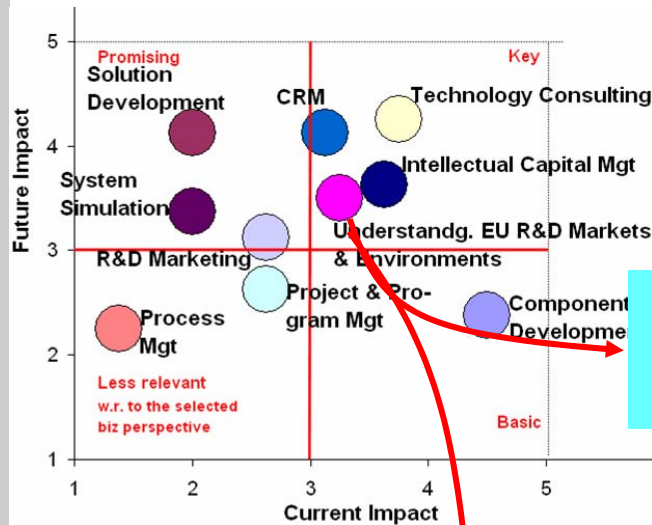 5
Promising
Key
Solution
Development
CRM
Technology Consulting
4
Intellectual Capital Mgt
System
Simulation
Future Impact
Understandg. EU R&D Markets
& Environments
3
R&D Marketing
Project & Pro-
gram Mgt
Component
Process
Mgt
2
Less relevant
w.r. to the selected
biz perspective
Basic
1
1
2
3
4
5
Current Impact